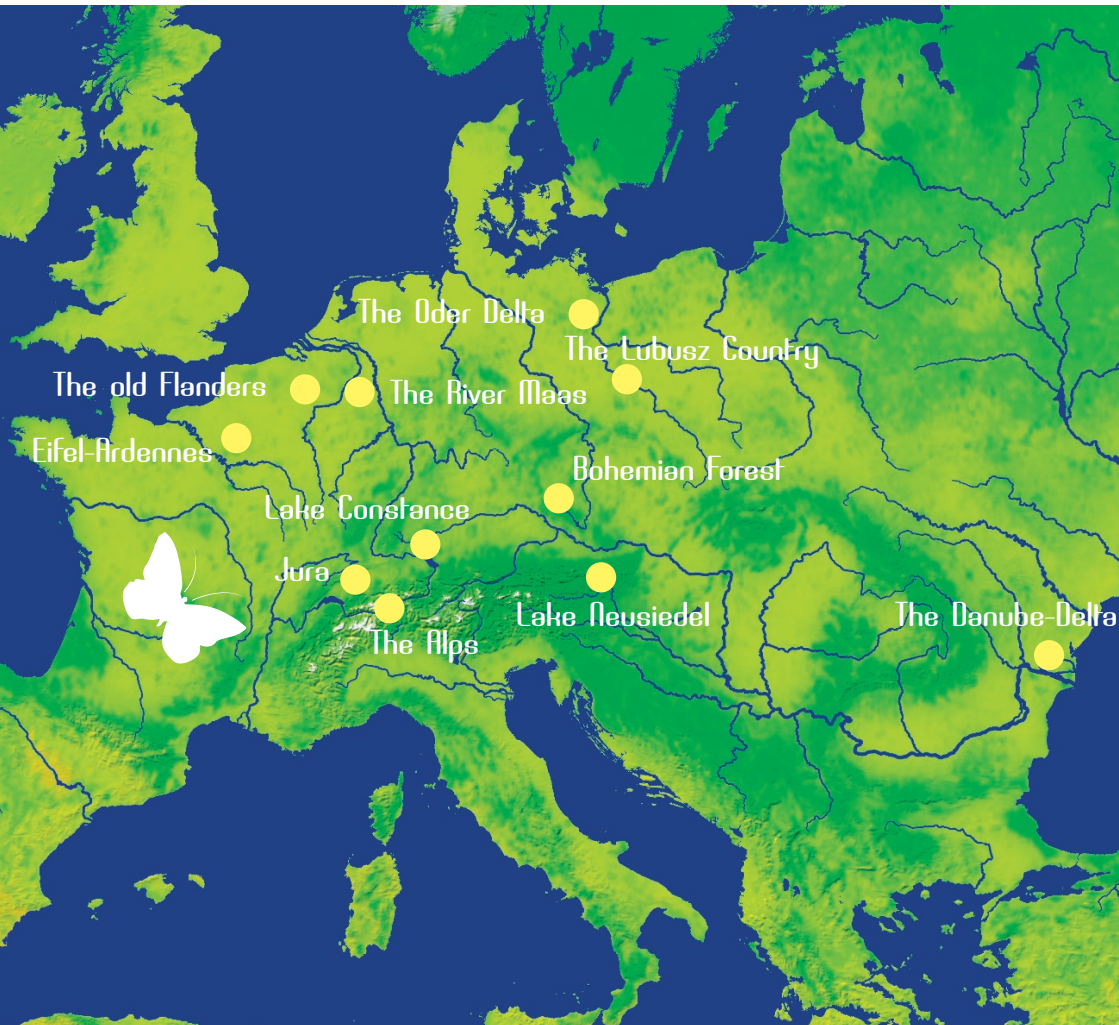 The Oder Delta
The Lubusz Country
The old Flanders
The River Maas
Eifel-Ardennes
Bohemian Forest
Lake Constance
Jura
Lake Neusiedel
The Danube-Delta
The Alps